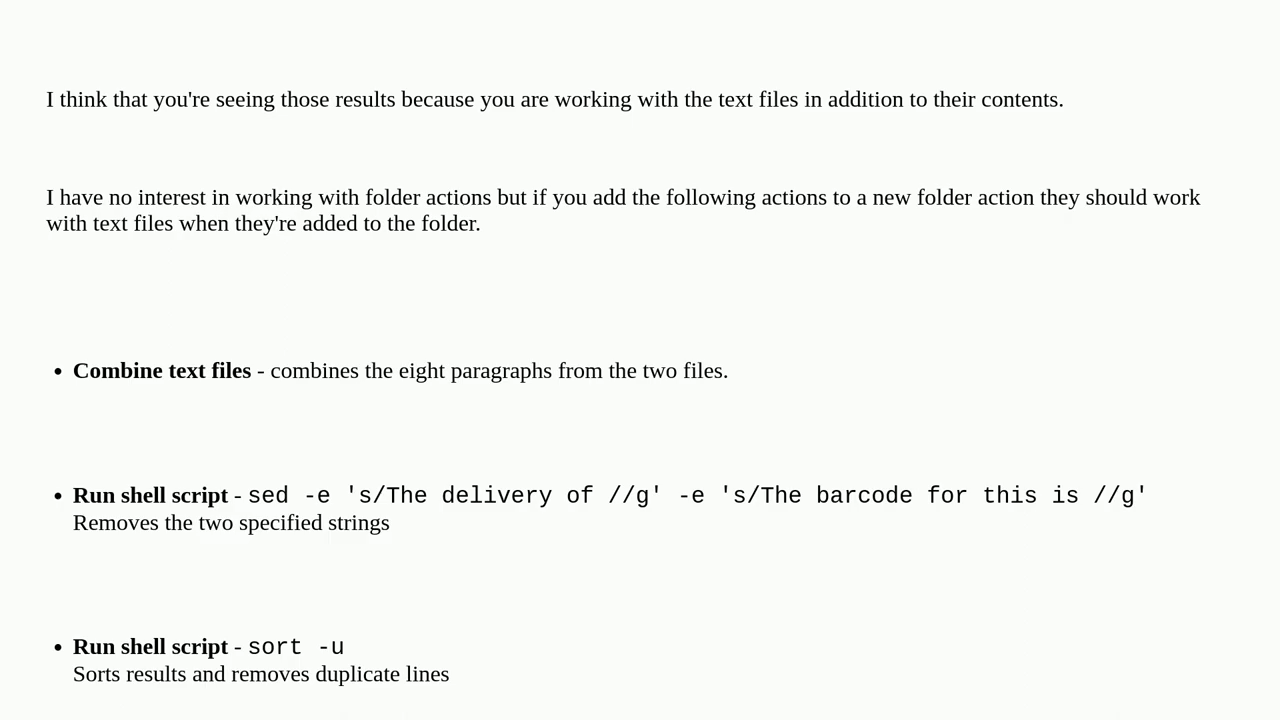 I think that you're seeing those results because you are working with the text files in addition to their contents.
I have no interest in working with folder actions but if you add the following actions to a new folder action they should work
with text files when they're added to the folder.
• Combine text files - combines the eight paragraphs from the two files.
• Run shell script - sed -e 's/The delivery of //g' -e 's/The barcode for this is //g'
Removes the two specified strings
• Run shell script - sort -u
Sorts results and removes duplicate lines